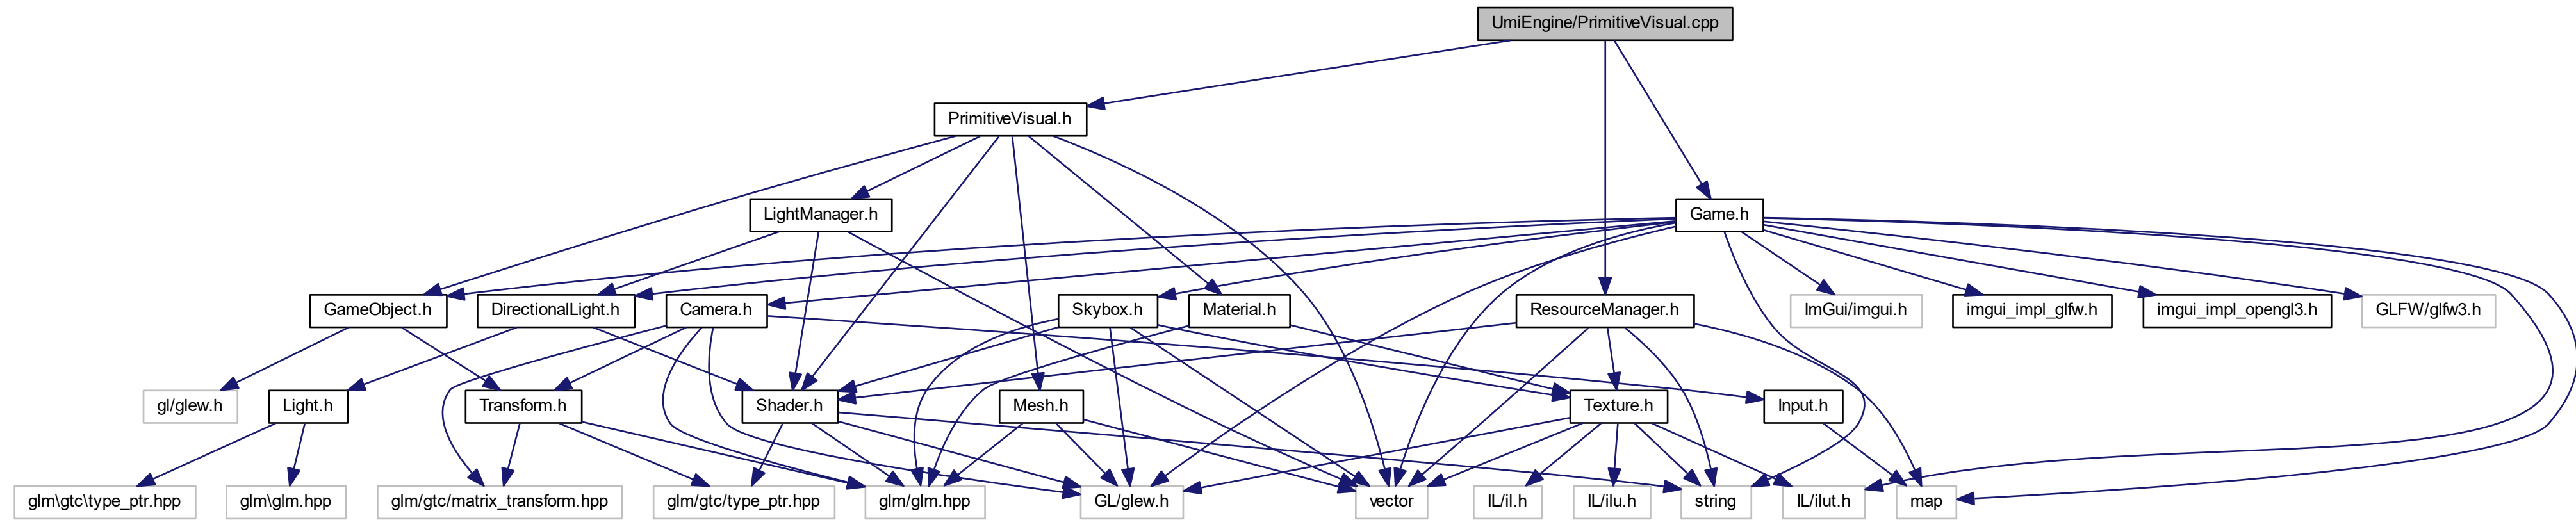 UmiEngine/PrimitiveVisual.cpp
PrimitiveVisual.h
LightManager.h
Game.h
GameObject.h
DirectionalLight.h
Camera.h
Skybox.h
Material.h
ResourceManager.h
ImGui/imgui.h
imgui_impl_glfw.h
imgui_impl_opengl3.h
GLFW/glfw3.h
gl/glew.h
Light.h
Transform.h
Shader.h
Mesh.h
Texture.h
Input.h
glm\gtc\type_ptr.hpp
glm\glm.hpp
glm/gtc/matrix_transform.hpp
glm/gtc/type_ptr.hpp
glm/glm.hpp
GL/glew.h
vector
IL/il.h
IL/ilu.h
string
IL/ilut.h
map